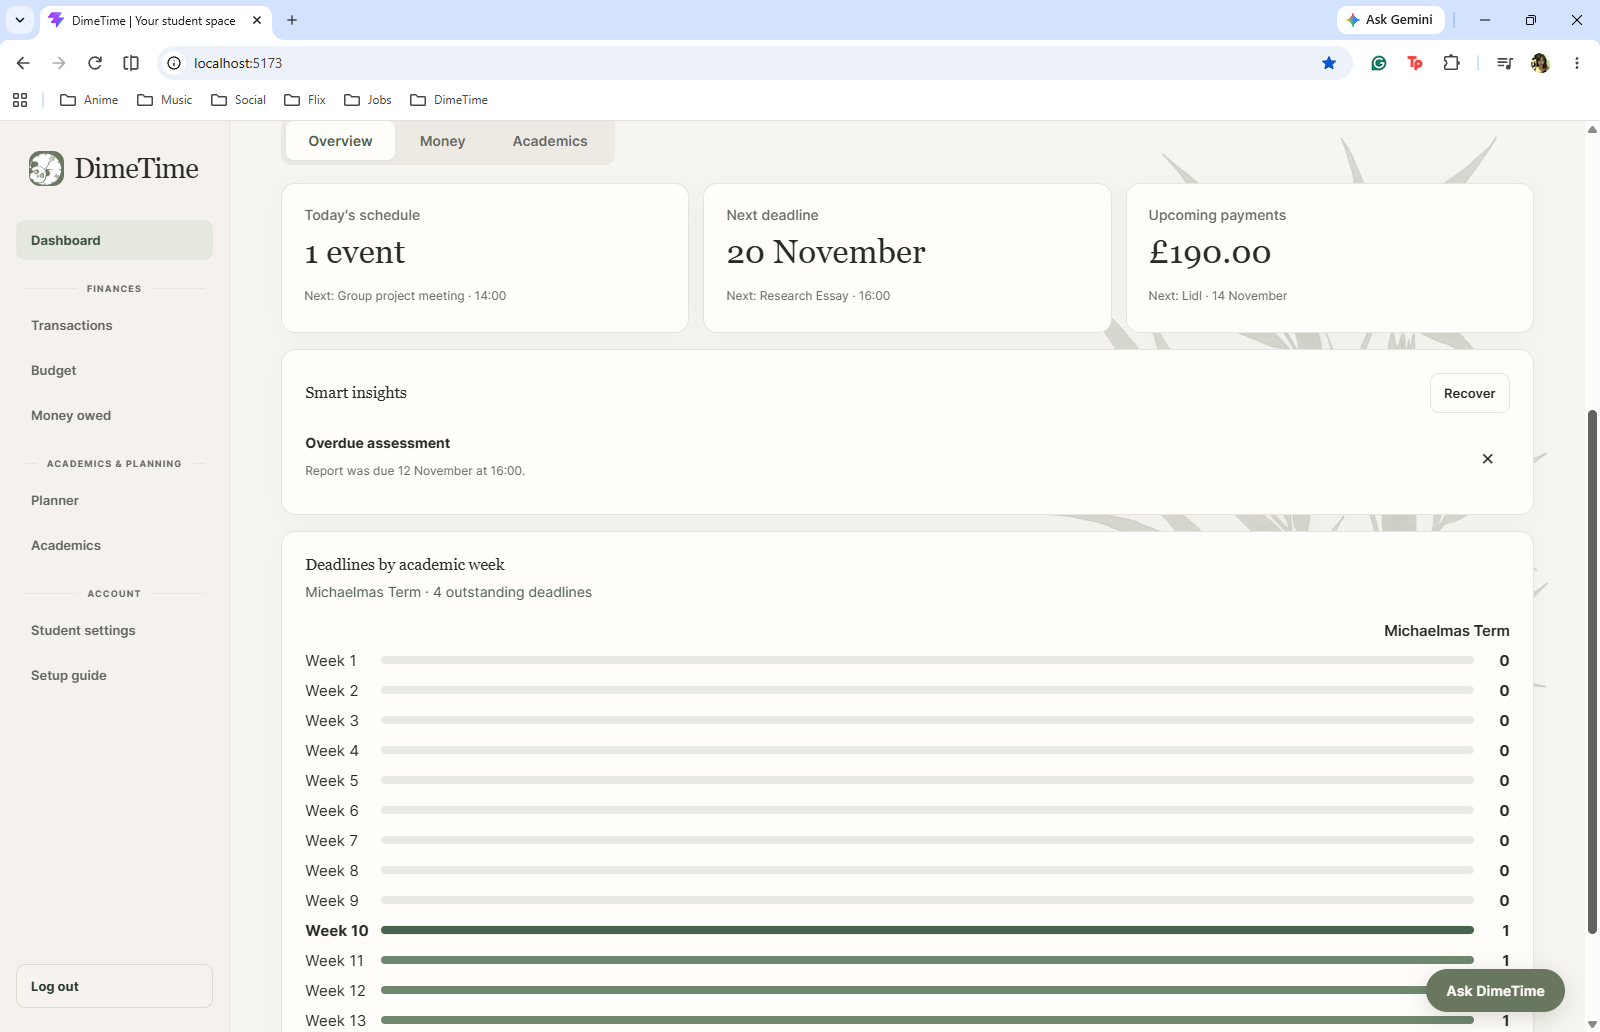 DimeTime | Your student space
Ask Gemini
localhost:5173
Anime
Music
Social
Flix
Jobs
DimeTime
DimeTime
Dashboard
FINANCES
Transactions
Budget
Money owed
ACADEMICS & PLANNING
Planner
Academics
ACCOUNT
Student settings
Setup guide
Log out
Overview
Money
Academics
Today's schedule
1 event
Next: Group project meeting · 14:00
Next deadline
20 November
Next: Research Essay · 16:00
Upcoming payments
£190.00
Next: Lidl · 14 November
Smart insights
Recover
Overdue assessment
Report was due 12 November at 16:00.
Deadlines by academic week
Michaelmas Term · 4 outstanding deadlines
Michaelmas Term
Week 1 0
Week 2 0
Week 3 0
Week 4 0
Week 5 0
Week 6 0
Week 7 0
Week 8 0
Week 9 0
Week 10 1
Week 11 1
Week 12
Week 13 1
Ask DimeTime